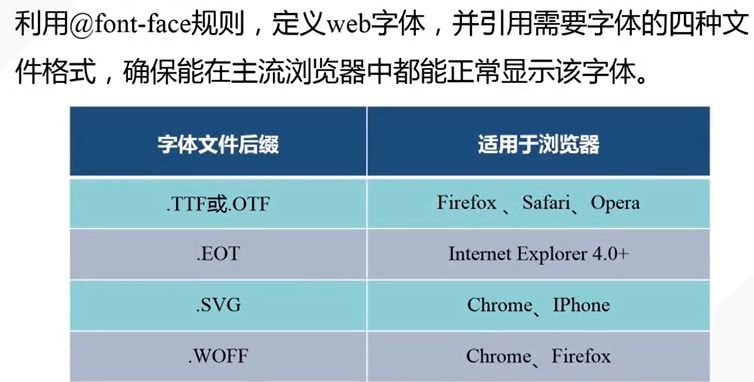 利用@font-face规则，定义web字体，并引用需要字体的四种文
件格式，确保能在主流浏览器中都能正常显示该字体。
字体文件后缀 适用于浏览器
.TTF或.OTF Firefox 、Safari、Opera
.EOT Internet Explorer 4.0+
.SVG Chrome、IPhone
.WOFF Chrome、Firefox